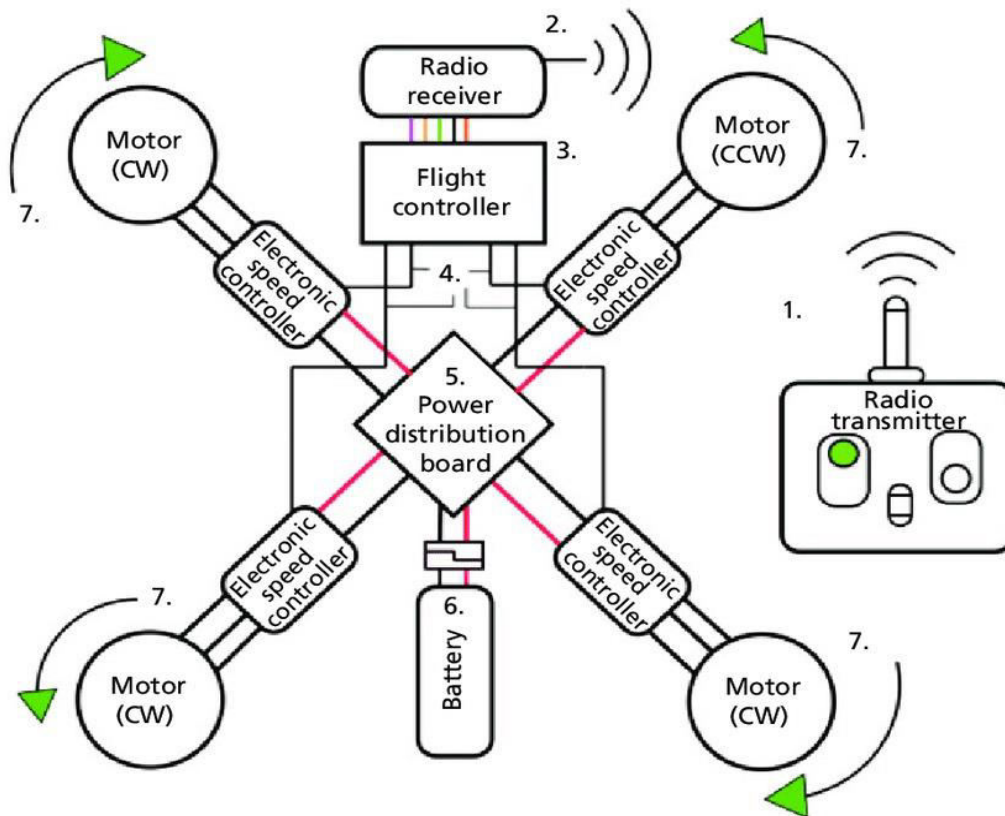 2.
Radio
receiver
Motor
(CW)
7.
3.
Flight
controller
Motor
(CCW)
7.
Electronic
speed
controller
4.
Electronic
speed
controller
1.
Radio
transmitter
5.
Power
distribution
board
Electronic
speed
controller
6.
Battery
Electronic
speed
controller
7.
Motor
(CW)
7.
Motor
(CW)